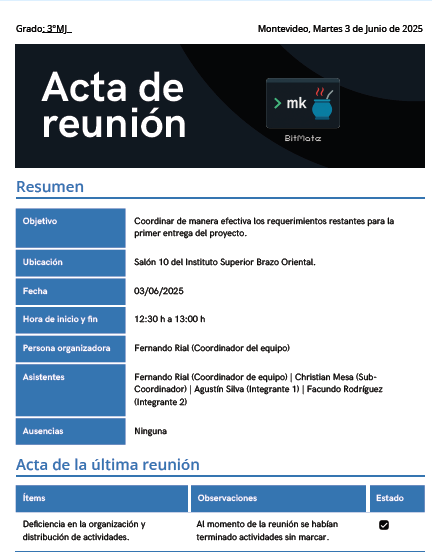 Grado: 3°MJ
Montevideo, Martes 3 de Junio de 2025
Acta de
reunión
> mk
BitMate
Resumen
Objetivo
Coordinar de manera efectiva los requerimientos restantes para la
primer entrega del proyecto.
Ubicación
Salón 10 del Instituto Superior Brazo Oriental.
Fecha
03/06/2025
Hora de inicio y fin
12:30 h a 13:00 h
Persona organizadora
Fernando Rial (Coordinador del equipo)
Asistentes
Fernando Rial (Coordinador de equipo) | Christian Mesa (Sub-
Coordinador) | Agustín Silva (Integrante 1) | Facundo Rodríguez
(Integrante 2)
Ausencias
Ninguna
Acta de la última reunión
Ítems
Observaciones
Estado
Deficiencia en la organización y
distribución de actividades.
Al momento de la reunión se habían
terminado actividades sin marcar.